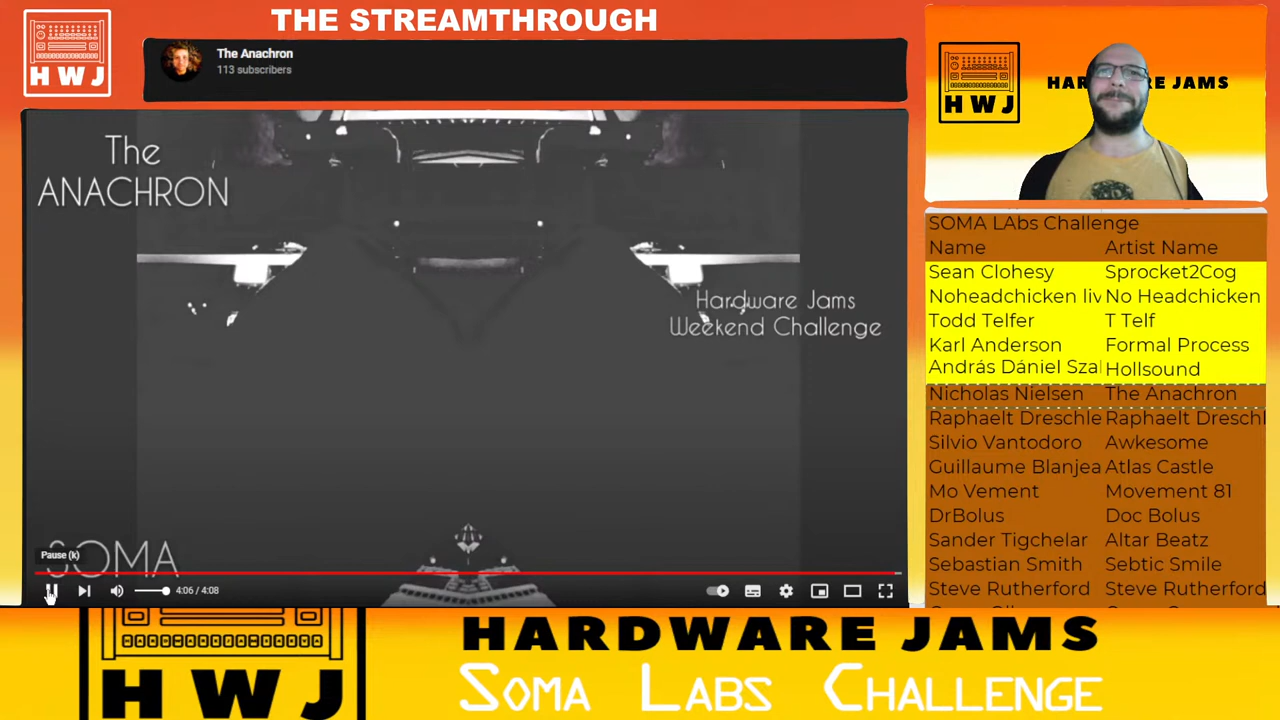 THE STREAMTHROUGH
HWJ
The Anachron
113 subscribers
The
ANACHRON
Hardware Jams
Weekend Challenge
SOMA
Pause (k)
4:06 / 4:08
HWJ
HARDWARE JAMS
SOMA LAbs Challenge
Name Artist Name
Sean Clohesy Sprocket2Cog
Noheadchicken liv No Headchicken
Todd Telfer T Telf
Karl Anderson Formal Process
András Dániel Sza Hollsound
Nicholas Nielsen The Anachron
Raphaelt Dreschle Raphaelt Dreschl
Silvio Vantodoro Awkesome
Guillaume Blanjea Atlas Castle
Mo Vement Movement 81
DrBolus Doc Bolus
Sander Tigchelar Altar Beatz
Sebastian Smith Sebtic Smile
Steve Rutherford Steve Rutherford
HWJ
HARDWARE JAMS
SOMA LABS CHALLENGE